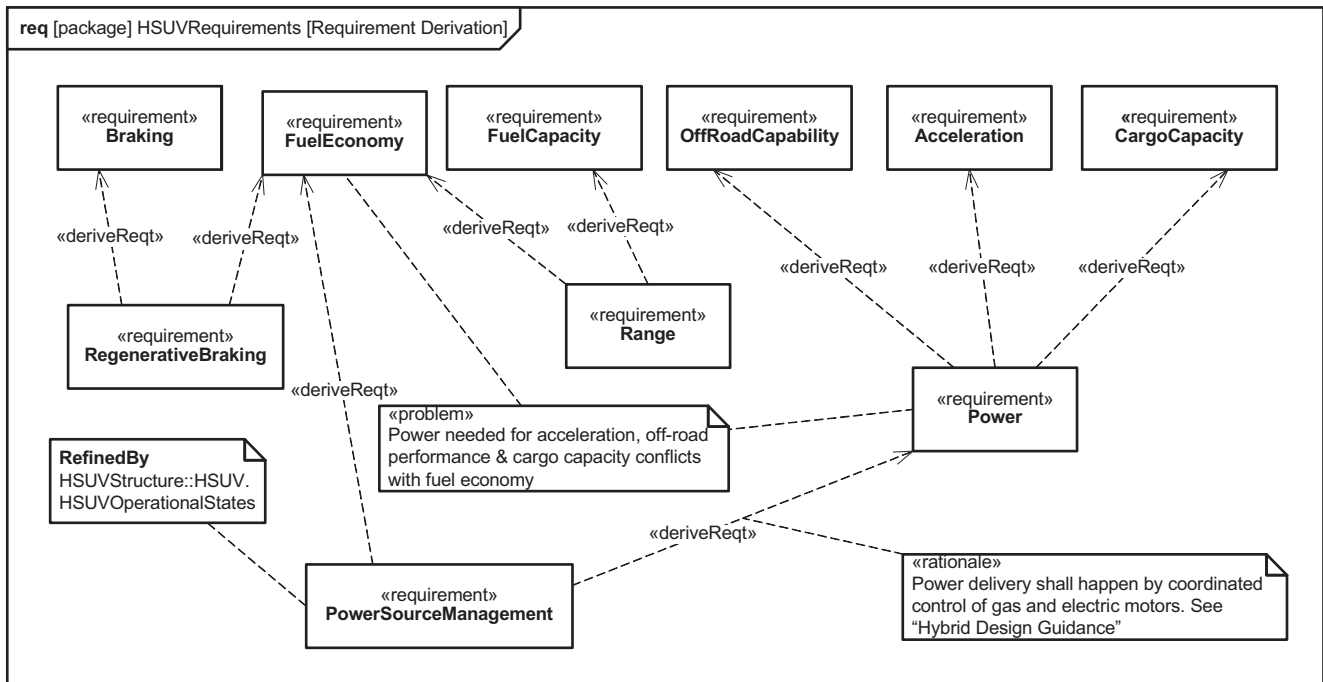 req [package] HSUVRequirements [Requirement Derivation]
«requirement»
Braking
«requirement»
FuelEconomy
«requirement»
FuelCapacity
«requirement»
OffRoadCapability
«requirement»
Acceleration
«requirement»
CargoCapacity
«deriveReqt»
«deriveReqt»
«deriveReqt»
«deriveReqt»
«deriveReqt»
«deriveReqt»
«deriveReqt»
«requirement»
RegenerativeBraking
«requirement»
Range
«deriveReqt»
«requirement»
Power
«problem»
Power needed for acceleration, off-road
performance & cargo capacity conflicts
with fuel economy
RefinedBy
HSUVStructure::HSUV.
HSUVOperationalStates
«deriveReqt»
«rationale»
Power delivery shall happen by coordinated
control of gas and electric motors. See
“Hybrid Design Guidance”
«requirement»
PowerSourceManagement